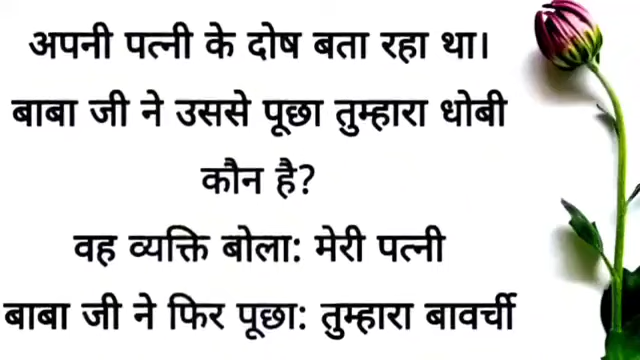 अपनी पत्नी के दोष बता रहा था।
बाबा जी ने उससे पूछा तुम्हारा धोबी
कौन है?
वह व्यक्ति बोला: मेरी पत्नी
बाबा जी ने फिर पूछा: तुम्हारा बावर्ची